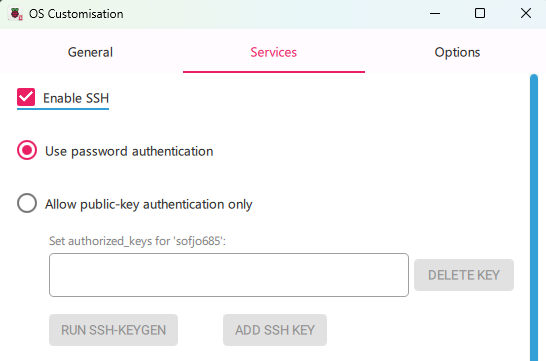 OS Customisation
General
Services
Options
Enable SSH
Use password authentication
Allow public-key authentication only
Set authorized_keys for 'sofjo685':
DELETE KEY
RUN SSH-KEYGEN
ADD SSH KEY